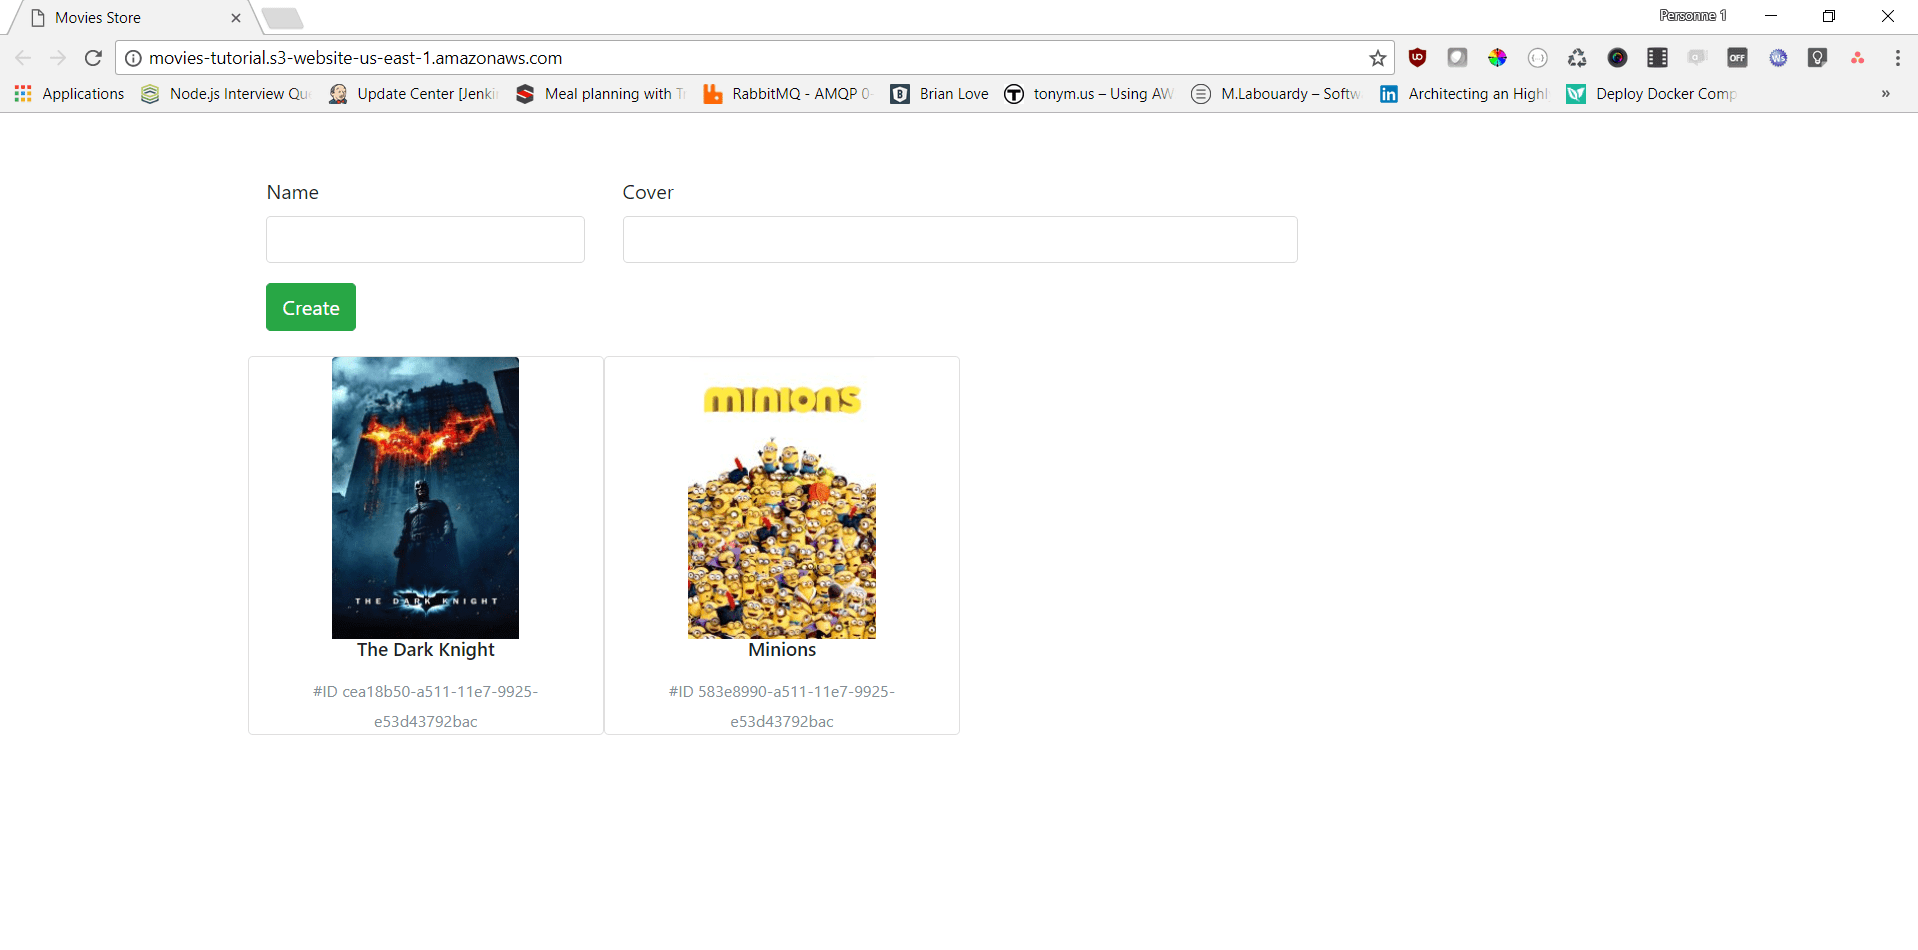 Movies Store
Personne 1
movies-tutorial.s3-website-us-east-1.amazonaws.com
Applications
Node.js Interview Qu
Update Center [Jenki
Meal planning with T
RabbitMQ - AMQP 0-
Brian Love
tonym.us – Using AW
M.Labouardy – Softw
Architecting an High
Deploy Docker Comp
»
Name
Cover
Create
minions
THE DARK KNIGHT
The Dark Knight
Minions
#ID cea18b50-a511-11e7-9925-
e53d43792bac
#ID 583e8990-a511-11e7-9925-
e53d43792bac
OFF
Ws